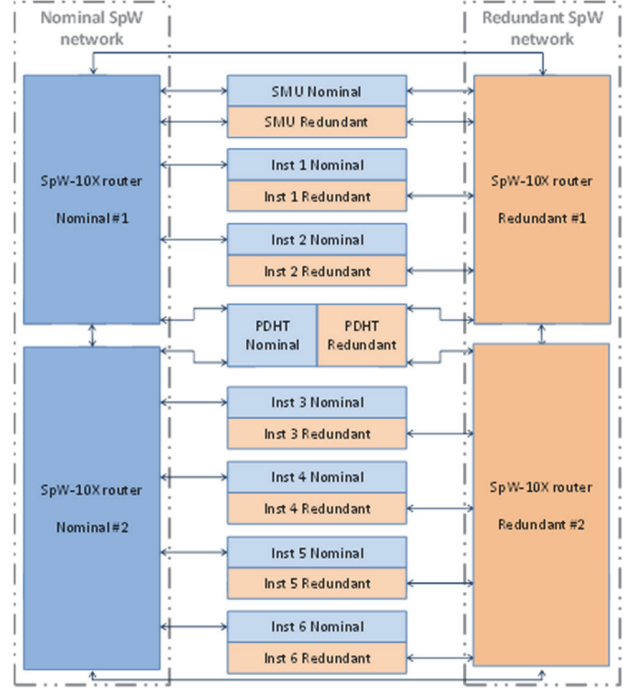 Nominal SpW
network
Redundant SpW
network
SpW-10X router
Nominal #1
SMU Nominal
SMU Redundant
Inst 1 Nominal
Inst 1 Redundant
Inst 2 Nominal
Inst 2 Redundant
SpW-10X router
Redundant #1
PDHT
Nominal
PDHT
Redundant
SpW-10X router
Nominal #2
Inst 3 Nominal
Inst 3 Redundant
Inst 4 Nominal
Inst 4 Redundant
Inst 5 Nominal
Inst 5 Redundant
Inst 6 Nominal
Inst 6 Redundant
SpW-10X router
Redundant #2